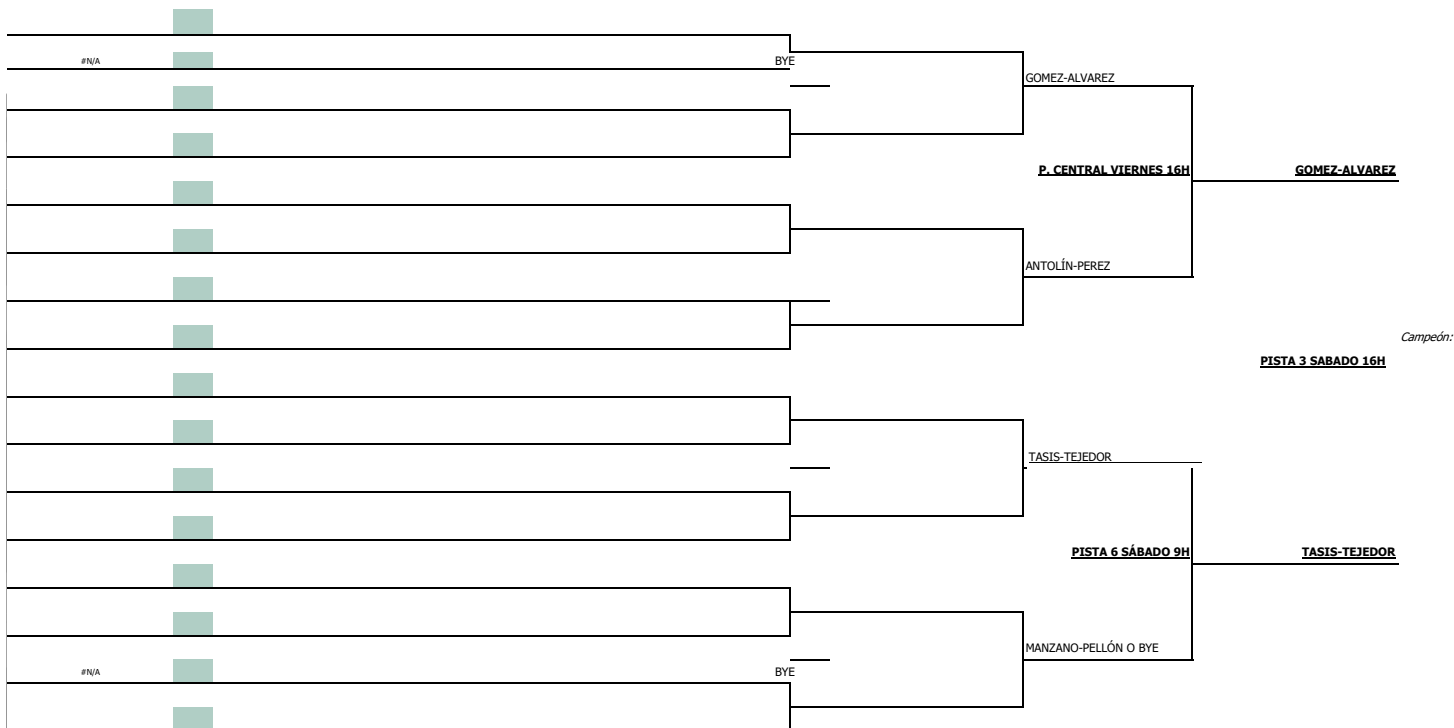 #N/A
BYE
GOMEZ-ALVAREZ
P. CENTRAL VIERNES 16H
GOMEZ-ALVAREZ
ANTOLÍN-PEREZ
Campeón:
PISTA 3 SABADO 16H
TASIS-TEJEDOR
PISTA 6 SÁBADO 9H
TASIS-TEJEDOR
MANZANO-PELLÓN O BYE
#N/A
BYE